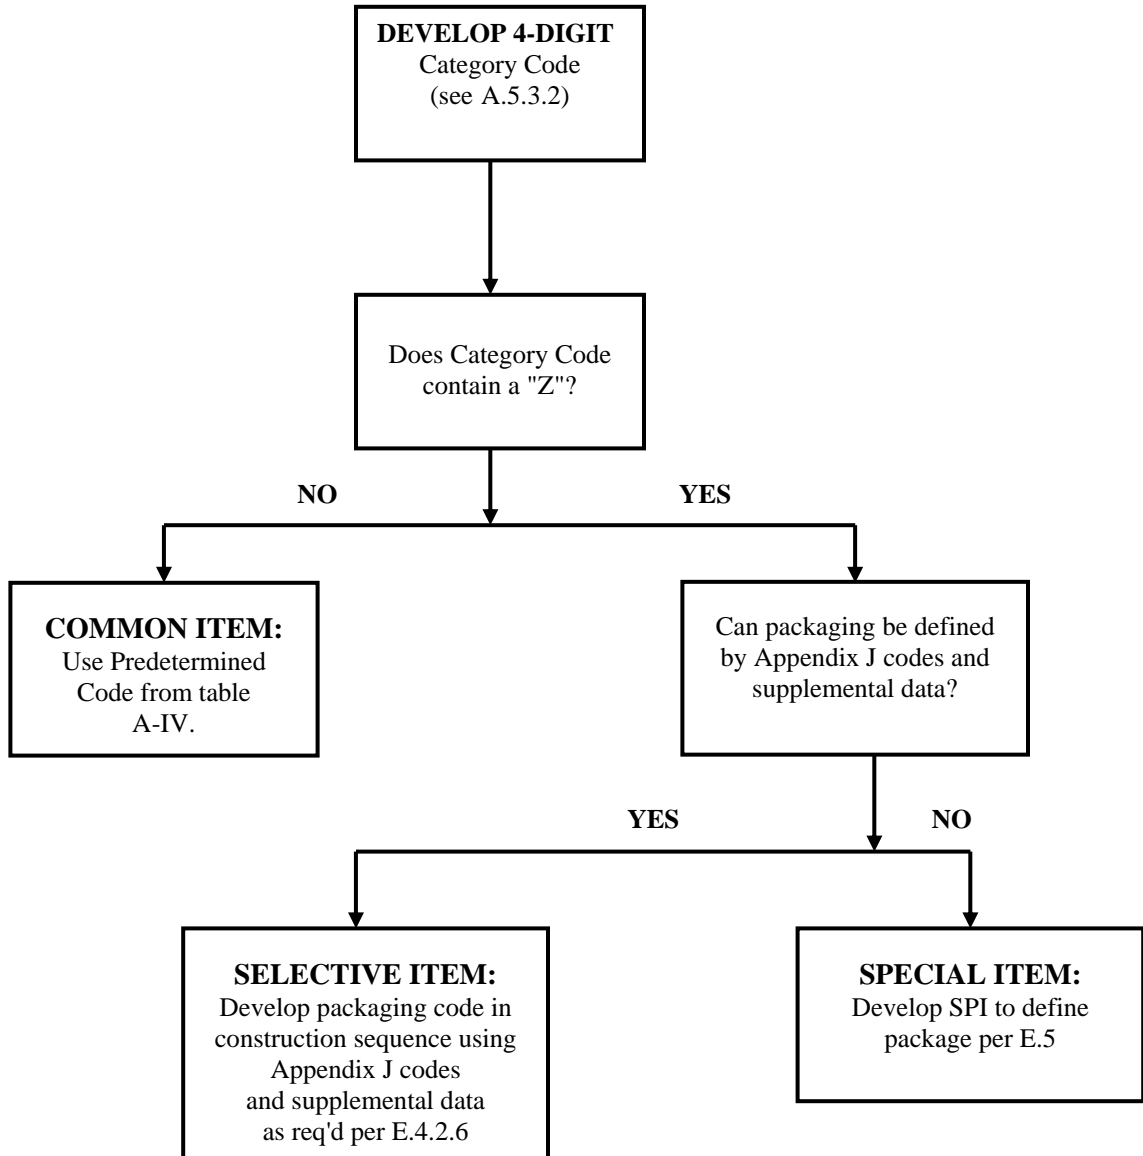 DEVELOP 4-DIGIT
Category Code
(see A.5.3.2)
Does Category Code
contain a "Z"?
NO
YES
COMMON ITEM:
Use Predetermined
Code from table
A-IV.
Can packaging be defined
by Appendix J codes and
supplemental data?
YES
NO
SELECTIVE ITEM:
Develop packaging code in
construction sequence using
Appendix J codes
and supplemental data
as req'd per E.4.2.6
SPECIAL ITEM:
Develop SPI to define
package per E.5